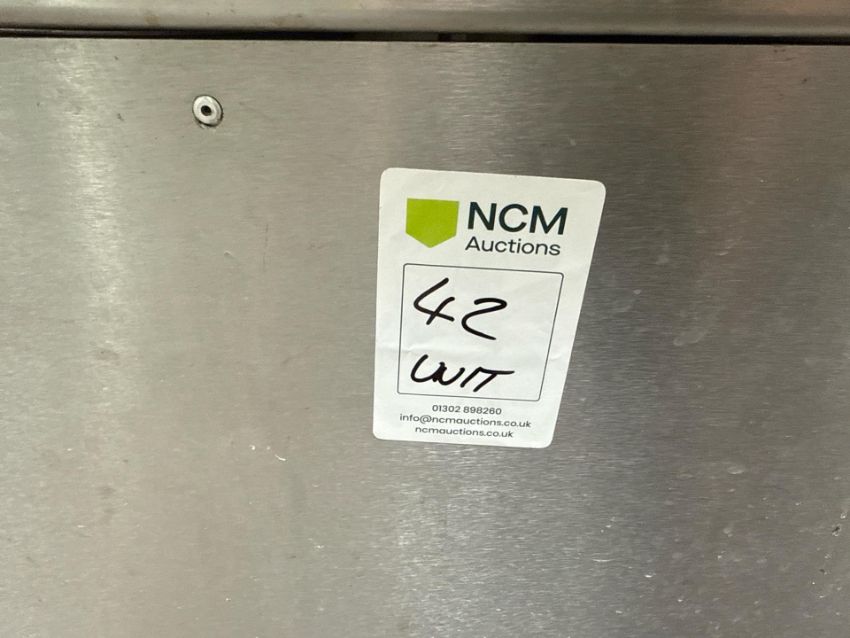 NCM
Auctions
42
UNIT
01302 898260
info@ncmauctions.co.uk
ncmauctions.co.uk